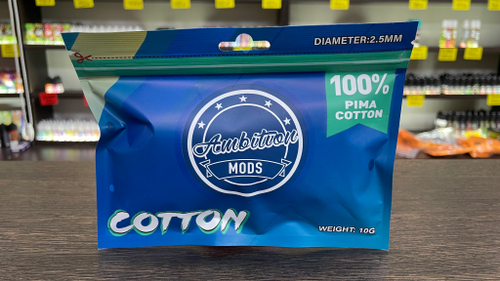 DIAMETER:2.5MM
100%
PIMA
COTTON
Ambition
MODS
COTTON
WEIGHT: 10G